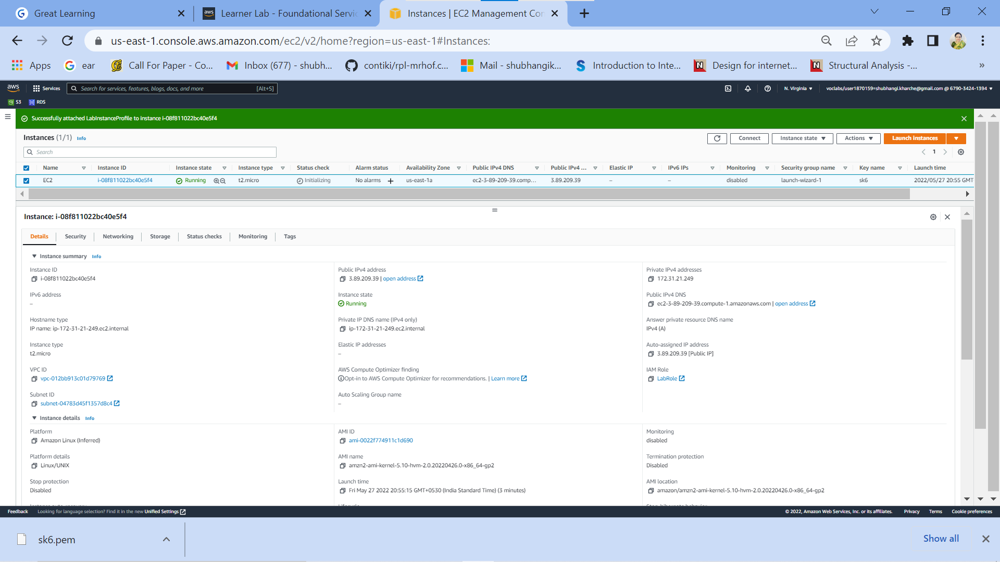 Great Learning
aws Learner Lab - Foundational Servic
Instances | EC2 Management Con
us-east-1.console.aws.amazon.com/ec2/v2/home?region=us-east-1#Instances:
Apps ear Call For Paper - Co... Inbox (677) - shubh... contiki/rpl-mrhof.c... Mail - shubhangik... Introduction to Inte... Design for internet... Structural Analysis -... »
aws Services Search for services, features, blogs, docs, and more [Alt+S] N. Virginia voclabs/user1870159=shubhangi.kharche@gmail.com @ 6790-3424-1394
S3 RDS
Successfully attached LabInstanceProfile to instance i-08f811022bc40e5f4
Instances (1/1) Info Connect Instance state Actions Launch instances
Search 1
Name Instance ID Instance state Instance type Status check Alarm status Availability Zone Public IPv4 DNS Public IPv4 ... Elastic IP IPv6 IPs Monitoring Security group name Key name Launch time
EC2 i-08f811022bc40e5f4 Running t2.micro Initializing No alarms us-east-1a ec2-3-89-209-39.comp... 3.89.209.39 – – disabled launch-wizard-1 sk6 2022/05/27 20:55 GMT
Instance: i-08f811022bc40e5f4
Details Security Networking Storage Status checks Monitoring Tags
Instance summary Info
Instance ID Public IPv4 address Private IPv4 addresses
i-08f811022bc40e5f4 3.89.209.39 | open address 172.31.21.249
IPv6 address Instance state Public IPv4 DNS
– Running ec2-3-89-209-39.compute-1.amazonaws.com | open address
Hostname type Private IP DNS name (IPv4 only) Answer private resource DNS name
IP name: ip-172-31-21-249.ec2.internal ip-172-31-21-249.ec2.internal IPv4 (A)
Instance type Elastic IP addresses Auto-assigned IP address
t2.micro – 3.89.209.39 [Public IP]
VPC ID AWS Compute Optimizer finding IAM Role
vpc-012bb913c01d79769 Opt-in to AWS Compute Optimizer for recommendations. | Learn more LabRole
Subnet ID Auto Scaling Group name
subnet-04783d45f1357d8c4 –
Instance details Info
Platform AMI ID Monitoring
Amazon Linux (Inferred) ami-0022f774911c1d690 disabled
Platform details AMI name Termination protection
Linux/UNIX amzn2-ami-kernel-5.10-hvm-2.0.20220426.0-x86_64-gp2 Disabled
Stop protection Launch time AMI location
Disabled Fri May 27 2022 20:55:15 GMT+0530 (India Standard Time) (3 minutes) amazon/amzn2-ami-kernel-5.10-hvm-2.0.20220426.0-x86_64-gp2
Feedback Looking for language selection? Find it in the new Unified Settings © 2022, Amazon Web Services, Inc. or its affiliates. Privacy Terms Cookie preferences
sk6.pem Show all